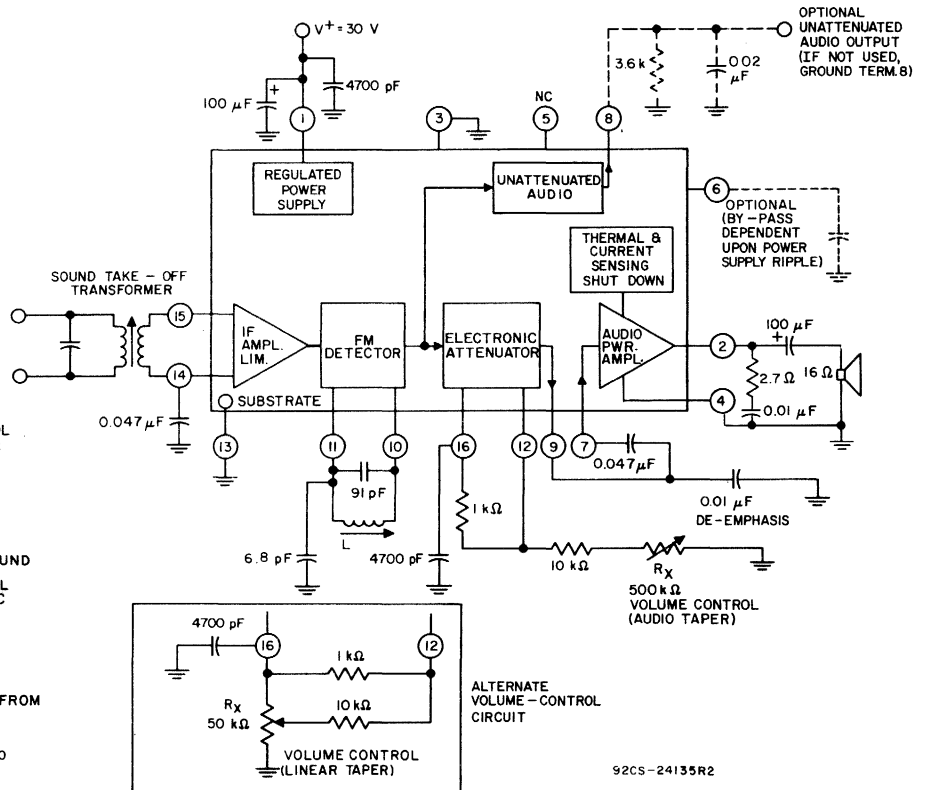 V+ = 30 V
100 µF
+
4700 pF
1
3
NC
5
8
3.6 k
0.02
µF
OPTIONAL
UNATTENUATED
AUDIO OUTPUT
(IF NOT USED,
GROUND TERM. 8)
REGULATED
POWER
SUPPLY
UNATTENUATED
AUDIO
6
OPTIONAL
(BY-PASS
DEPENDENT
UPON POWER
SUPPLY RIPPLE)
THERMAL &
CURRENT
SENSING
SHUT DOWN
SOUND TAKE - OFF
TRANSFORMER
15
14
0.047 µF
IF
AMPL.
LIM.
FM
DETECTOR
ELECTRONIC
ATTENUATOR
AUDIO
PWR.
AMPL.
2
4
100 µF
+
2.7 Ω
0.01 µF
16 Ω
SUBSTRATE
13
11
10
16
12
9
7
0.047 µF
91 pF
L
6.8 pF
4700 pF
1 kΩ
0.01 µF
DE-EMPHASIS
10 kΩ
RX
500 kΩ
VOLUME CONTROL
(AUDIO TAPER)
OL
UND
L
C
FROM
O
4700 pF
16
12
1 kΩ
RX
50 kΩ
10 kΩ
VOLUME CONTROL
(LINEAR TAPER)
ALTERNATE
VOLUME-CONTROL
CIRCUIT
92CS-24135R2